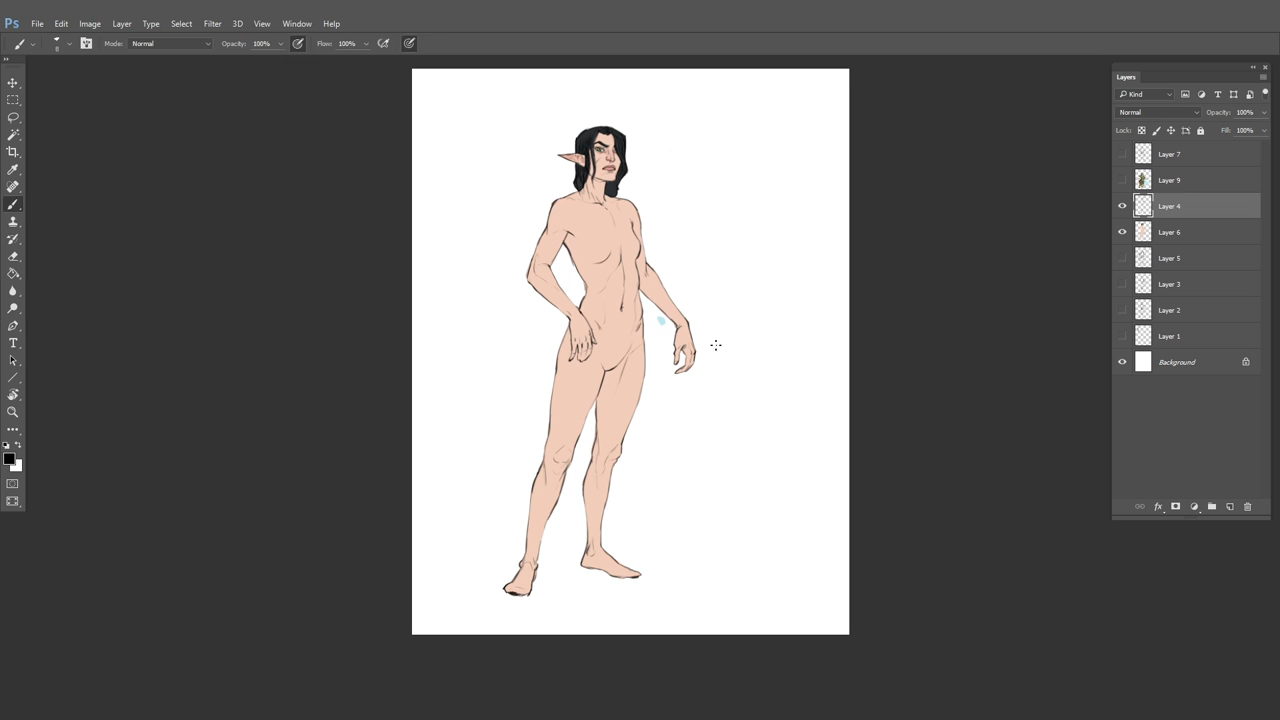 Ps File Edit Image Layer Type Select Filter 3D View Window Help
8 Mode: Normal Opacity: 100% Flow: 100%
Layers
Kind
Normal Opacity: 100%
Lock: Fill: 100%
Layer 7
Layer 9
Layer 4
Layer 6
Layer 5
Layer 3
Layer 2
Layer 1
Background
fx